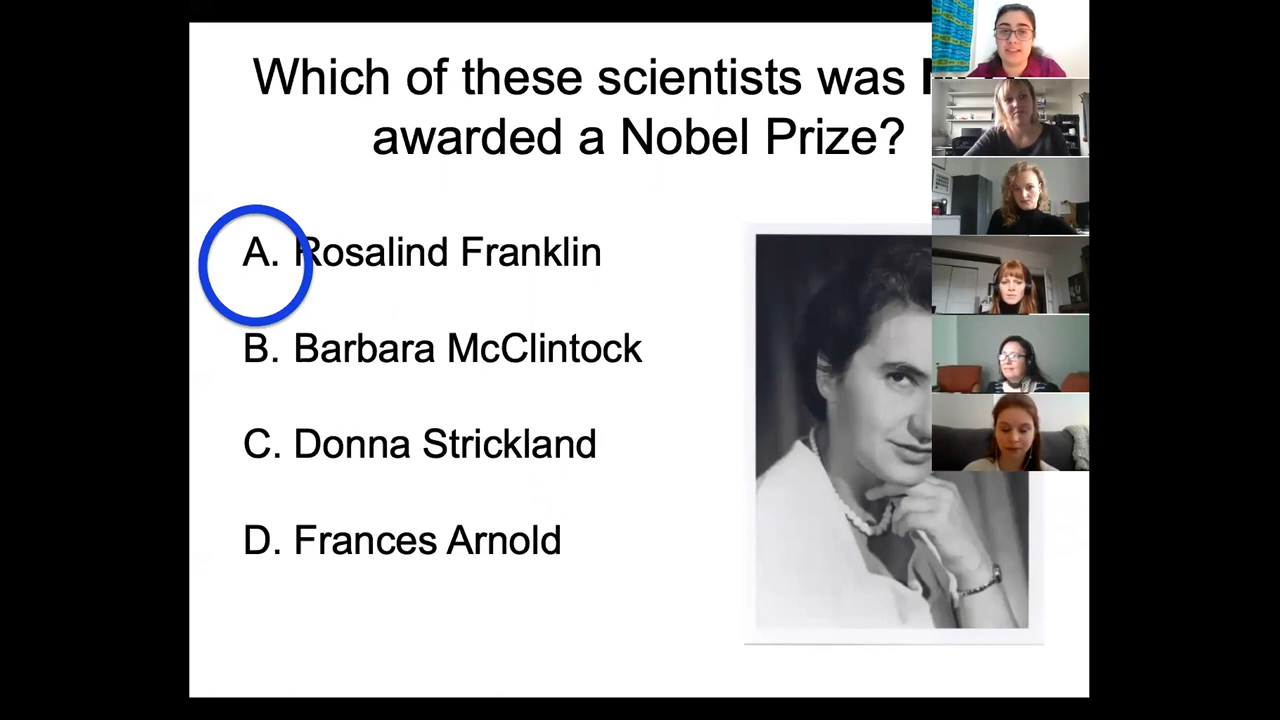 Which of these scientists was
awarded a Nobel Prize?
A. Rosalind Franklin
B. Barbara McClintock
C. Donna Strickland
D. Frances Arnold